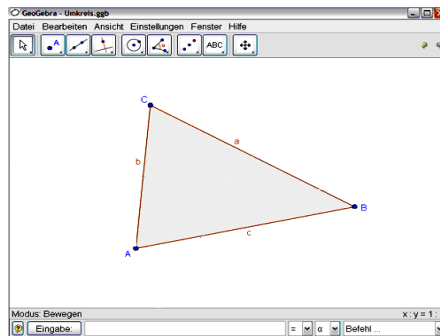 GeoGebra - Umkreis.ggb
Datei Bearbeiten Ansicht Einstellungen Fenster Hilfe
A α ABC
C
a
b
B
c
A
Modus: Bewegen x : y = 1 :
Eingabe: = α Befehl ...